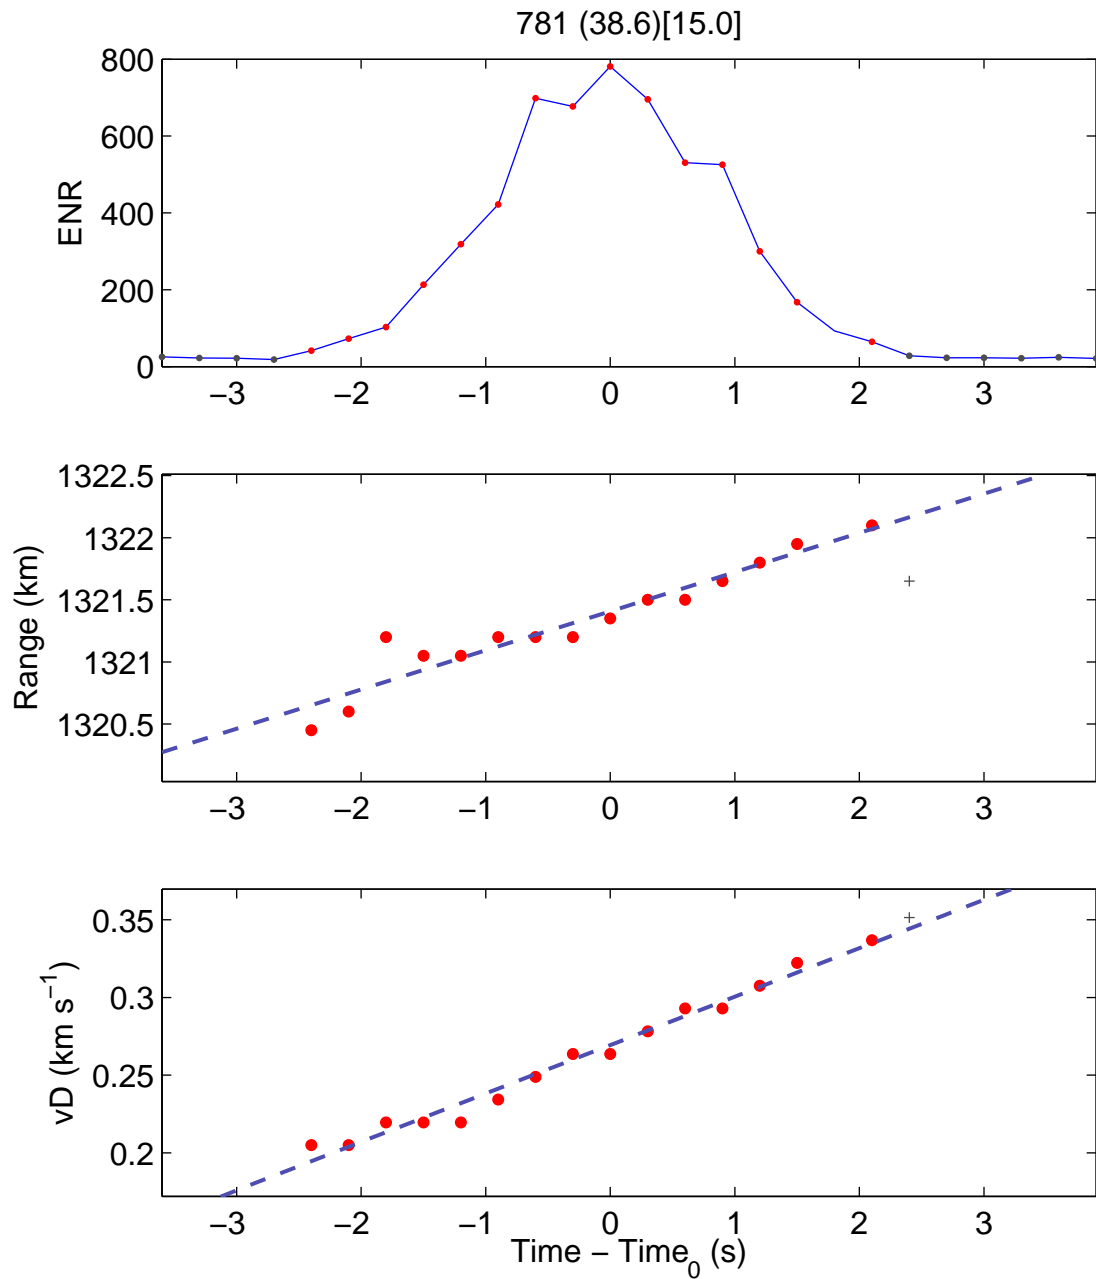 781 (38.6)[15.0]
800
600
400
200
0
ENR
−3 −2 −1 0 1 2 3
1322.5
1322
1321.5
1321
1320.5
Range (km)
−3 −2 −1 0 1 2 3
0.35
0.3
0.25
0.2
vD (km s⁻¹)
−3 −2 −1 0 1 2 3
Time − Time₀ (s)